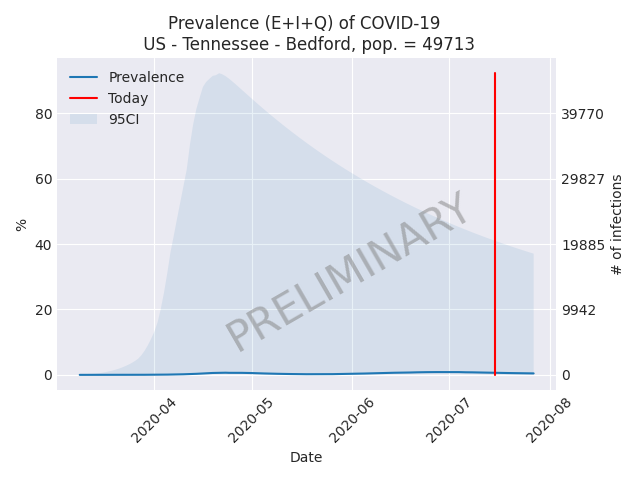 Prevalence (E+I+Q) of COVID-19
US - Tennessee - Bedford, pop. = 49713
Prevalence
Today
95CI
80
60
40
20
0
%
39770
29827
19885
9942
0
# of infections
PRELIMINARY
2020-04
2020-05
2020-06
2020-07
2020-08
Date